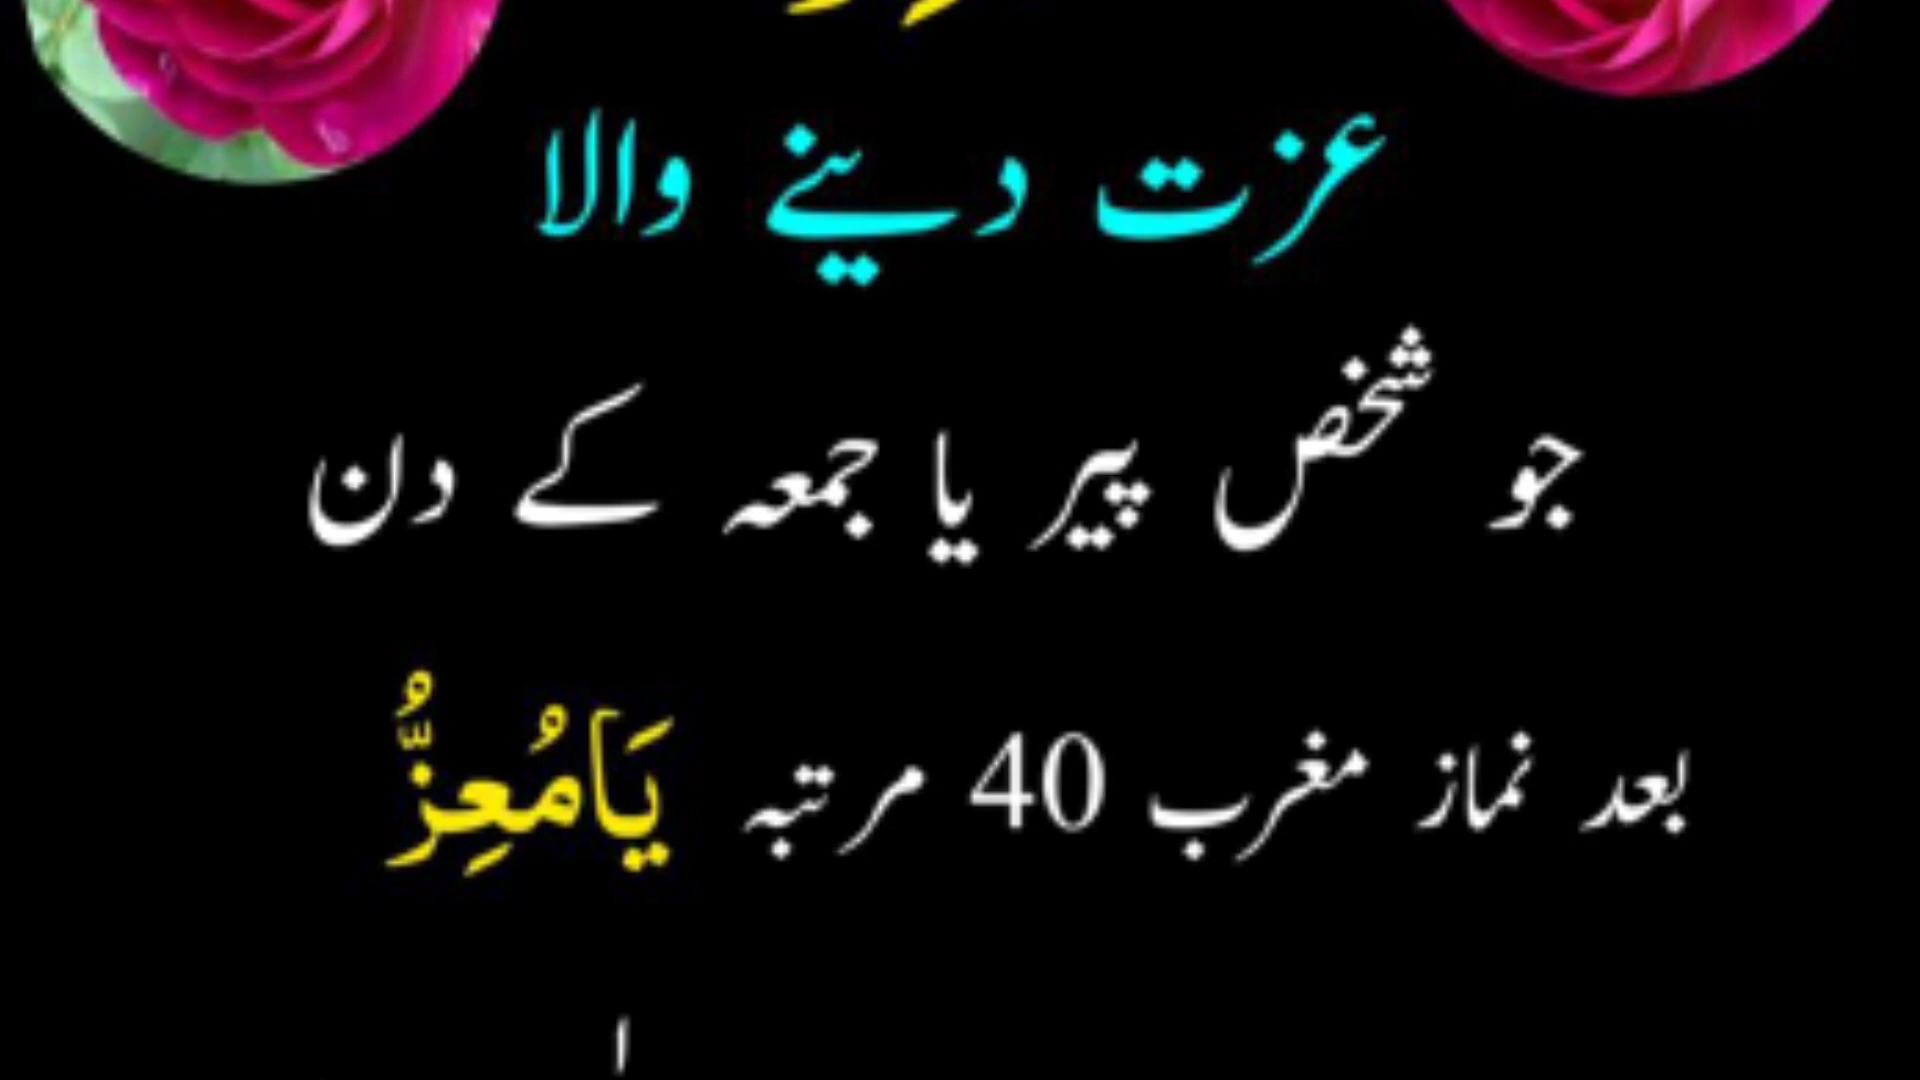 عزت دینے والا
جو شخص پیر یا جمعہ کے دن
بعد نماز مغرب 40 مرتبہ یَامُعِزُّ